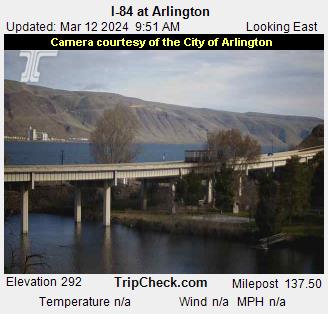 I-84 at Arlington
Updated: Mar 12 2024 9:51 AM Looking East
Camera courtesy of the City of Arlington
Elevation 292 TripCheck.com Milepost 137.50
Temperature n/a Wind n/a MPH n/a